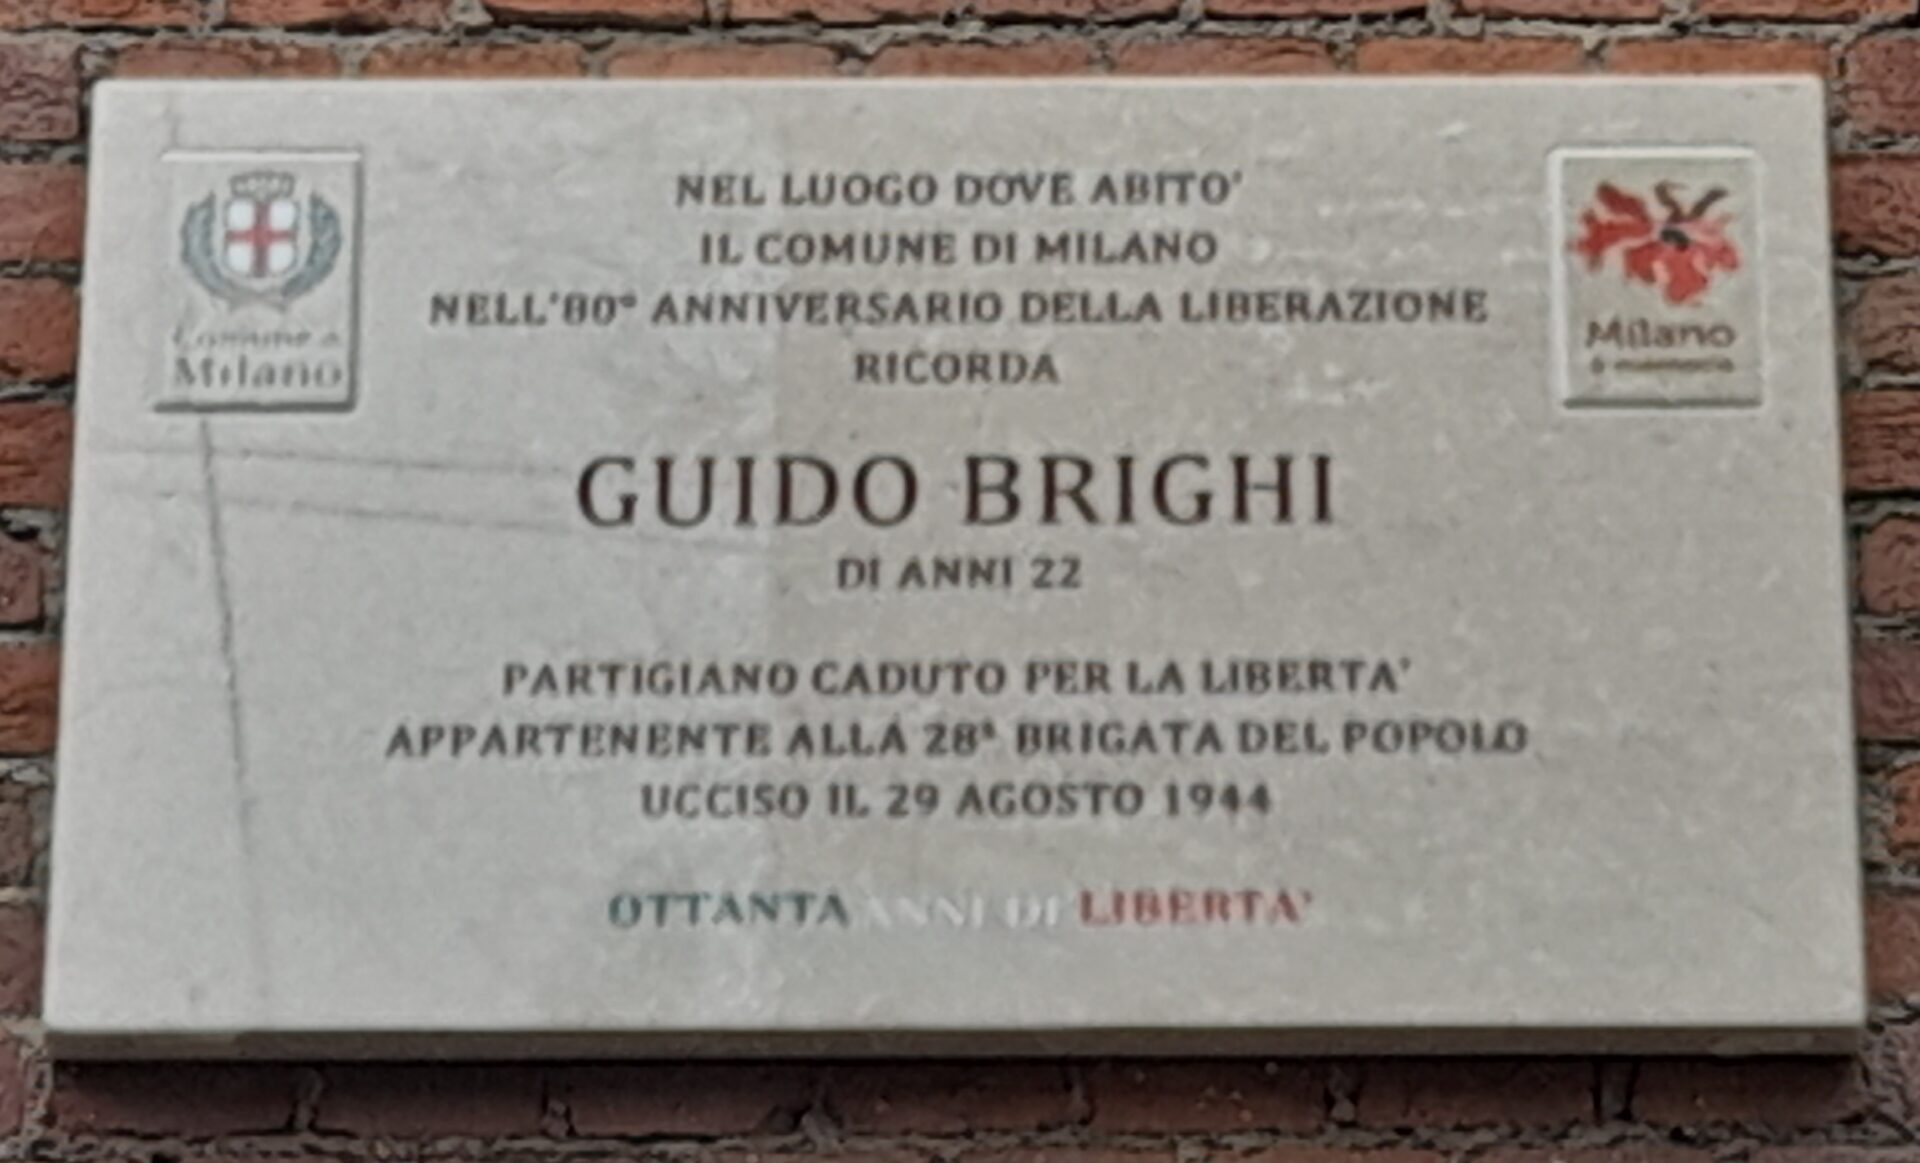 NEL LUOGO DOVE ABITO'
IL COMUNE DI MILANO
NELL'80° ANNIVERSARIO DELLA LIBERAZIONE
RICORDA
GUIDO BRIGHI
DI ANNI 22
PARTIGIANO CADUTO PER LA LIBERTA'
APPARTENENTE ALLA 28ª BRIGATA DEL POPOLO
UCCISO IL 29 AGOSTO 1944
OTTANTA ANNI DI LIBERTA'
Comune di
Milano
Milano
è memoria